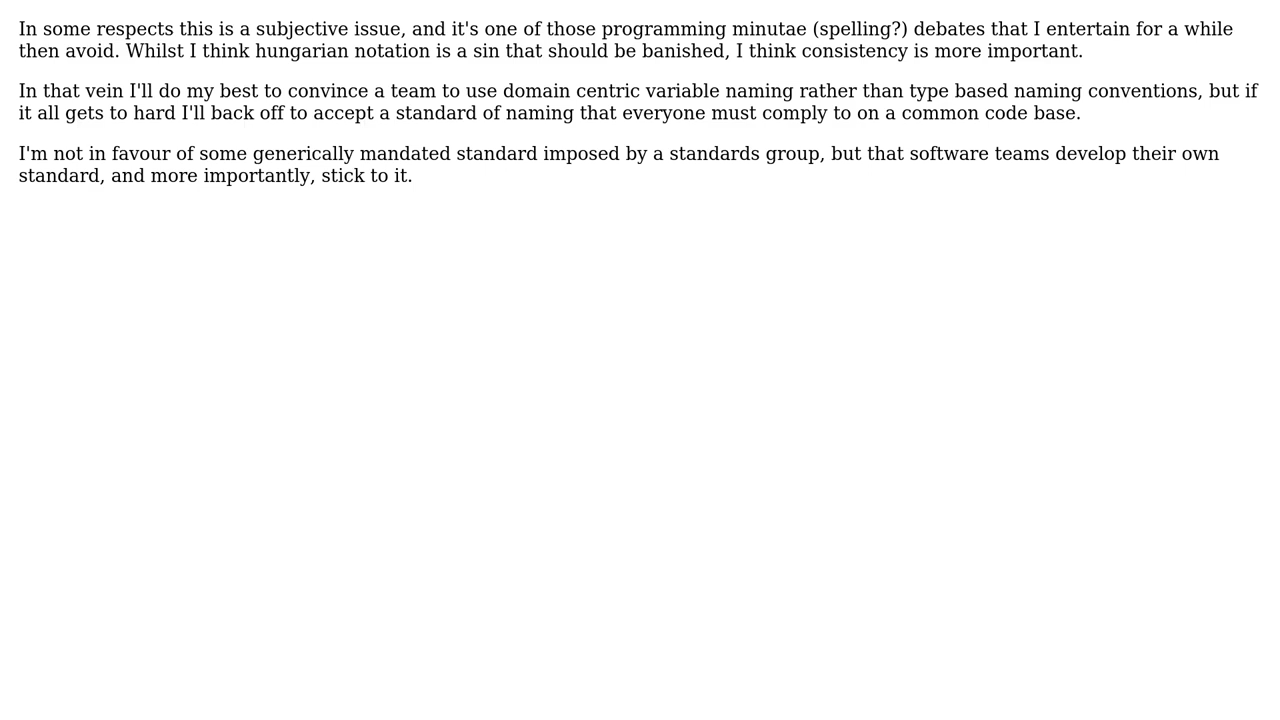 In some respects this is a subjective issue, and it's one of those programming minutae (spelling?) debates that I entertain for a while
then avoid. Whilst I think hungarian notation is a sin that should be banished, I think consistency is more important.
In that vein I'll do my best to convince a team to use domain centric variable naming rather than type based naming conventions, but if
it all gets to hard I'll back off to accept a standard of naming that everyone must comply to on a common code base.
I'm not in favour of some generically mandated standard imposed by a standards group, but that software teams develop their own
standard, and more importantly, stick to it.